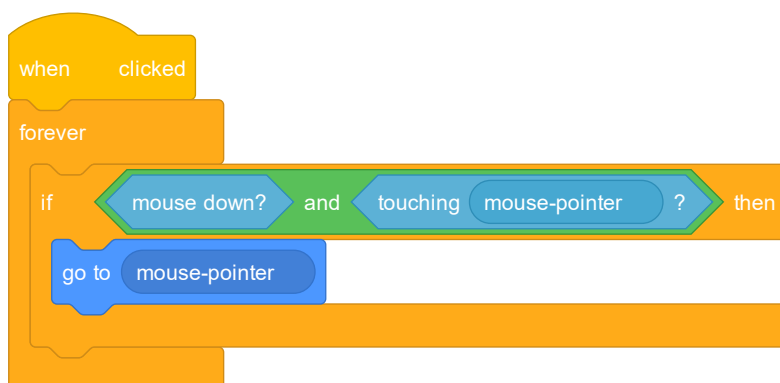 when clicked
forever
if mouse down? and touching mouse-pointer ? then
go to mouse-pointer